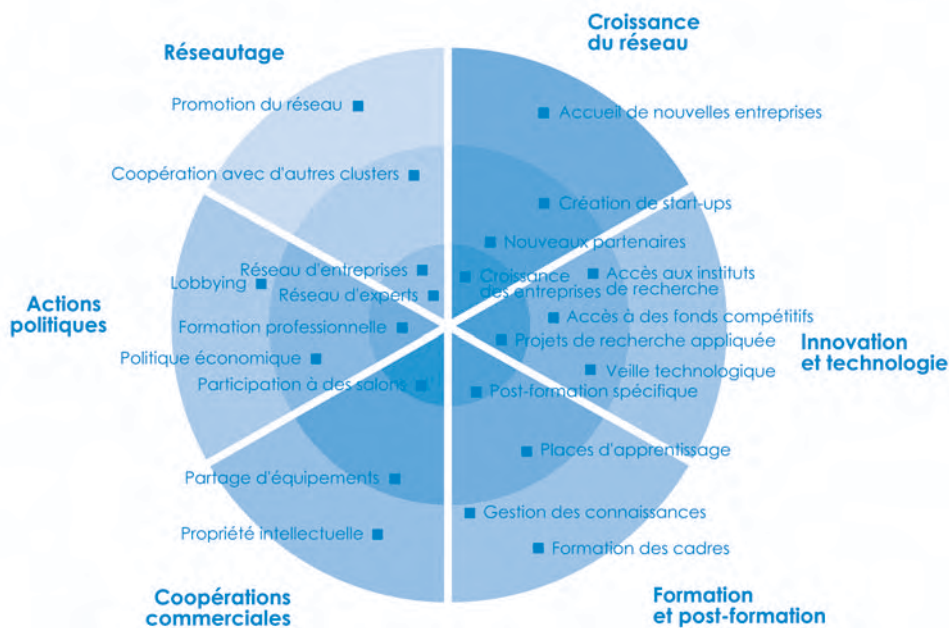 Croissance
du réseau
Réseautage
Promotion du réseau
Accueil de nouvelles entreprises
Coopération avec d'autres clusters
Création de start-ups
Nouveaux partenaires
Réseau d'entreprises
Croissance
des entreprises
Accès aux instituts
de recherche
Lobbying
Réseau d'experts
Actions
politiques
Formation professionnelle
Accès à des fonds compétitifs
Projets de recherche appliquée
Innovation
et technologie
Politique économique
Veille technologique
Participation à des salons
Post-formation spécifique
Places d'apprentissage
Partage d'équipements
Gestion des connaissances
Propriété intellectuelle
Formation des cadres
Coopérations
commerciales
Formation
et post-formation